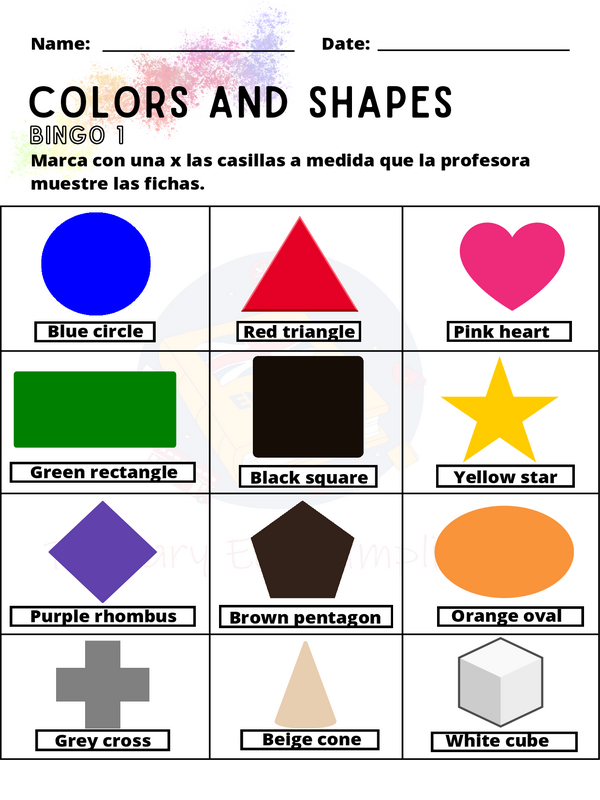 Name: ____________________ Date: ____________________
COLORS AND SHAPES
BINGO 1
Marca con una x las casillas a medida que la profesora
muestre las fichas.
Blue circle
Red triangle
Pink heart
Green rectangle
Black square
Yellow star
Purple rhombus
Brown pentagon
Orange oval
Grey cross
Beige cone
White cube